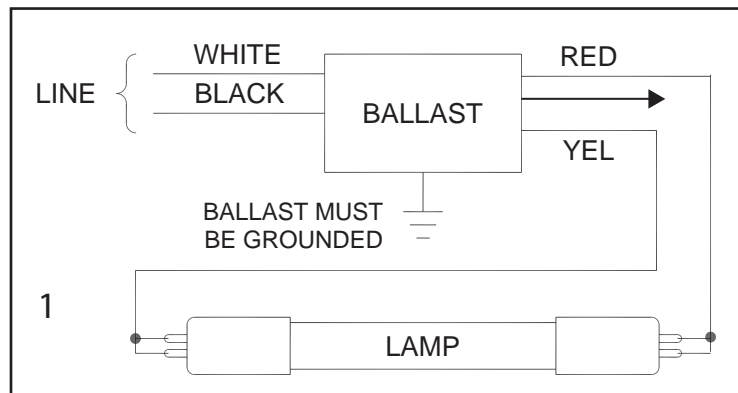 WHITE
RED
LINE
BLACK
BALLAST
YEL
BALLAST MUST
BE GROUNDED
1
LAMP